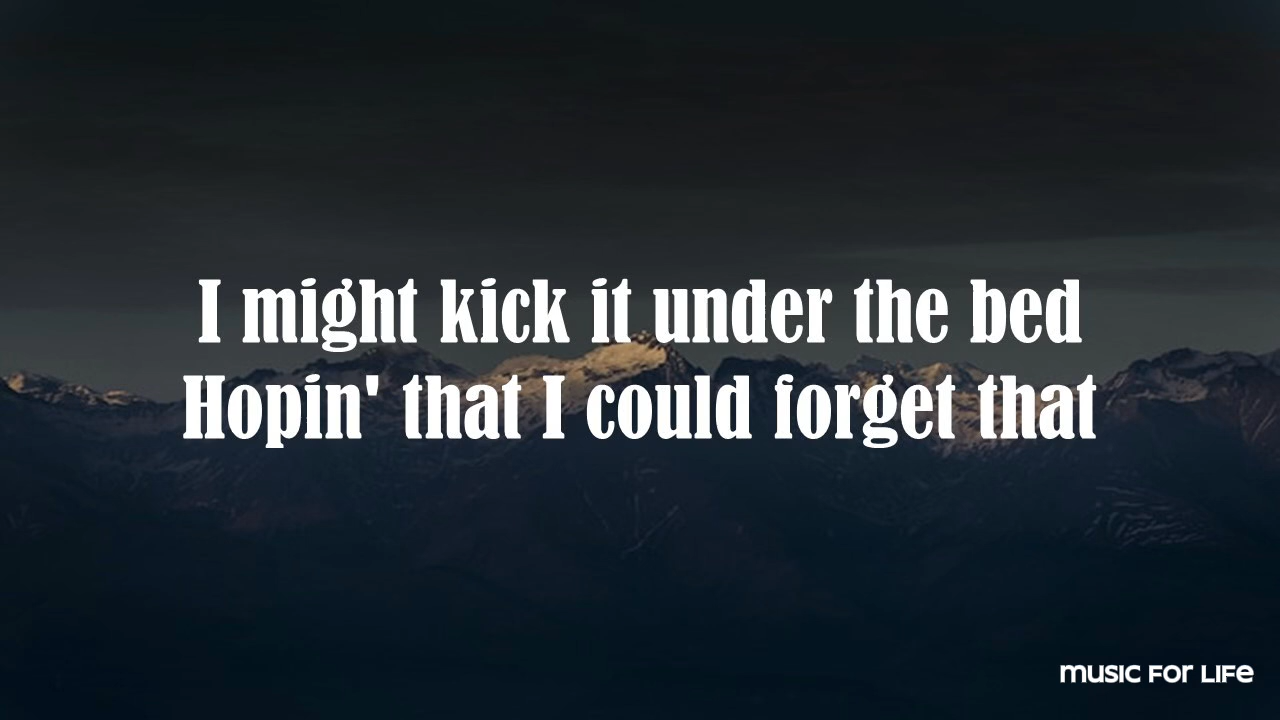 I might kick it under the bed
Hopin' that I could forget that
MUSIC FOR LIFE